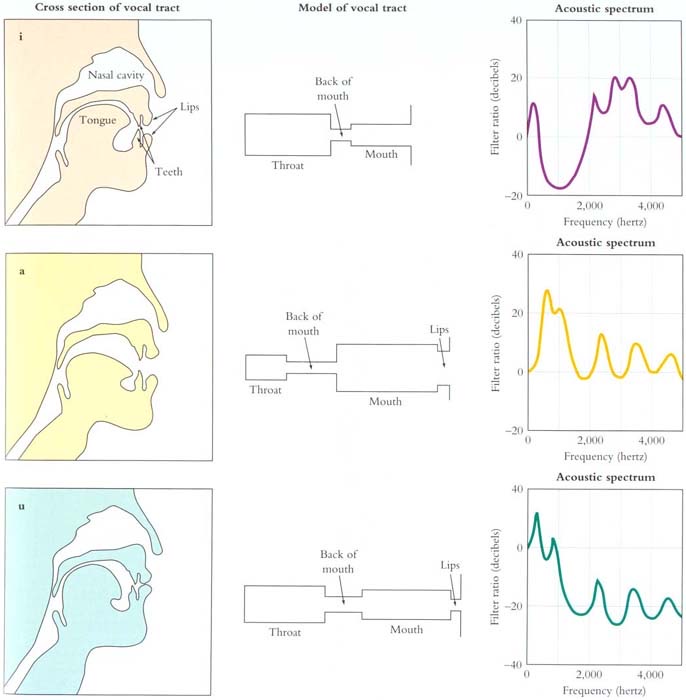 Cross section of vocal tract
Model of vocal tract
Acoustic spectrum
i
Nasal cavity
Lips
Tongue
Teeth
Back of
mouth
Throat
Mouth
40
20
0
−20
Filter ratio (decibels)
0
2,000
4,000
Frequency (hertz)
a
Back of
mouth
Lips
Throat
Mouth
Acoustic spectrum
40
20
0
−20
Filter ratio (decibels)
0
2,000
4,000
Frequency (hertz)
u
Back of
mouth
Lips
Throat
Mouth
Acoustic spectrum
40
0
−20
−40
Filter ratio (decibels)
0
2,000
4,000
Frequency (hertz)